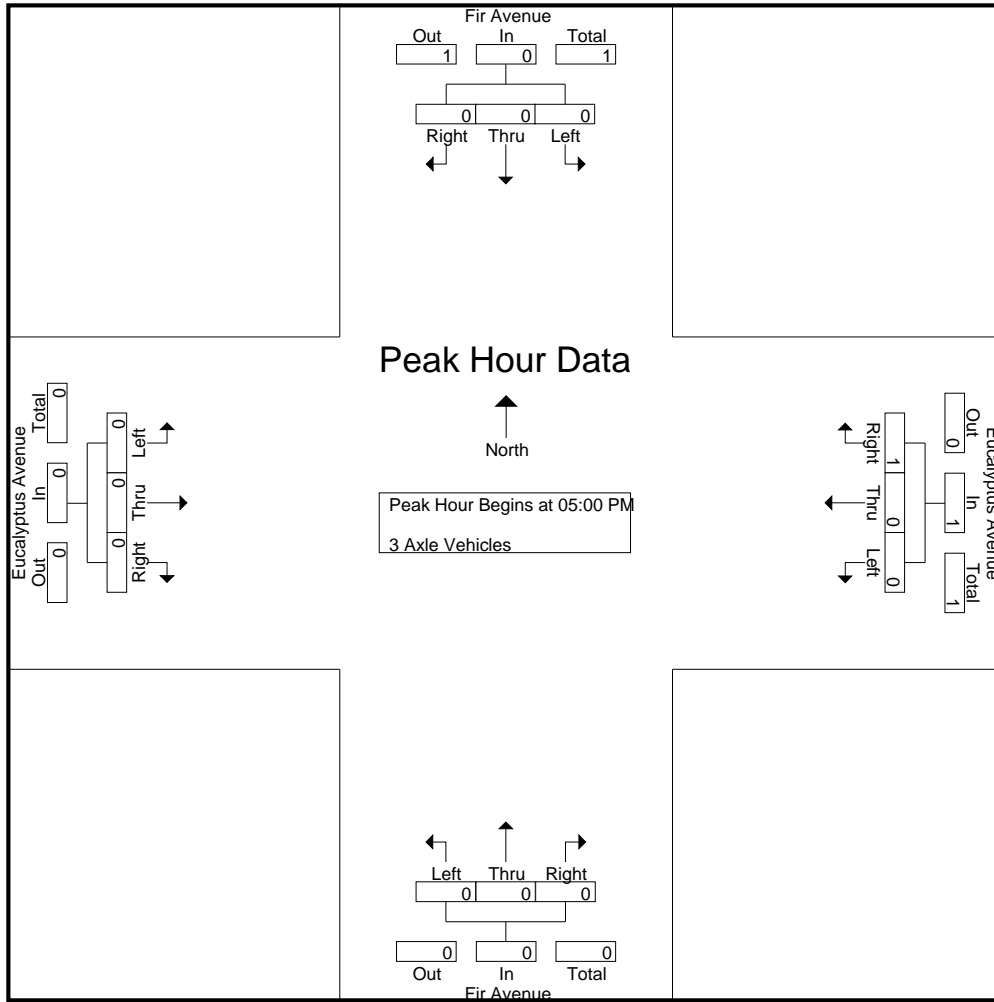 Fir Avenue
Out In Total
1 0 1
0 0 0
Right Thru Left
Peak Hour Data
North
Peak Hour Begins at 05:00 PM
3 Axle Vehicles
Eucalyptus Avenue
Total In Out
0 0 0
0 0 0
Left Thru Right
Eucalyptus Avenue
Out In Total
0 1 1
1 0 0
Right Thru Left
Left Thru Right
0 0 0
0 0 0
Out In Total
Fir Avenue